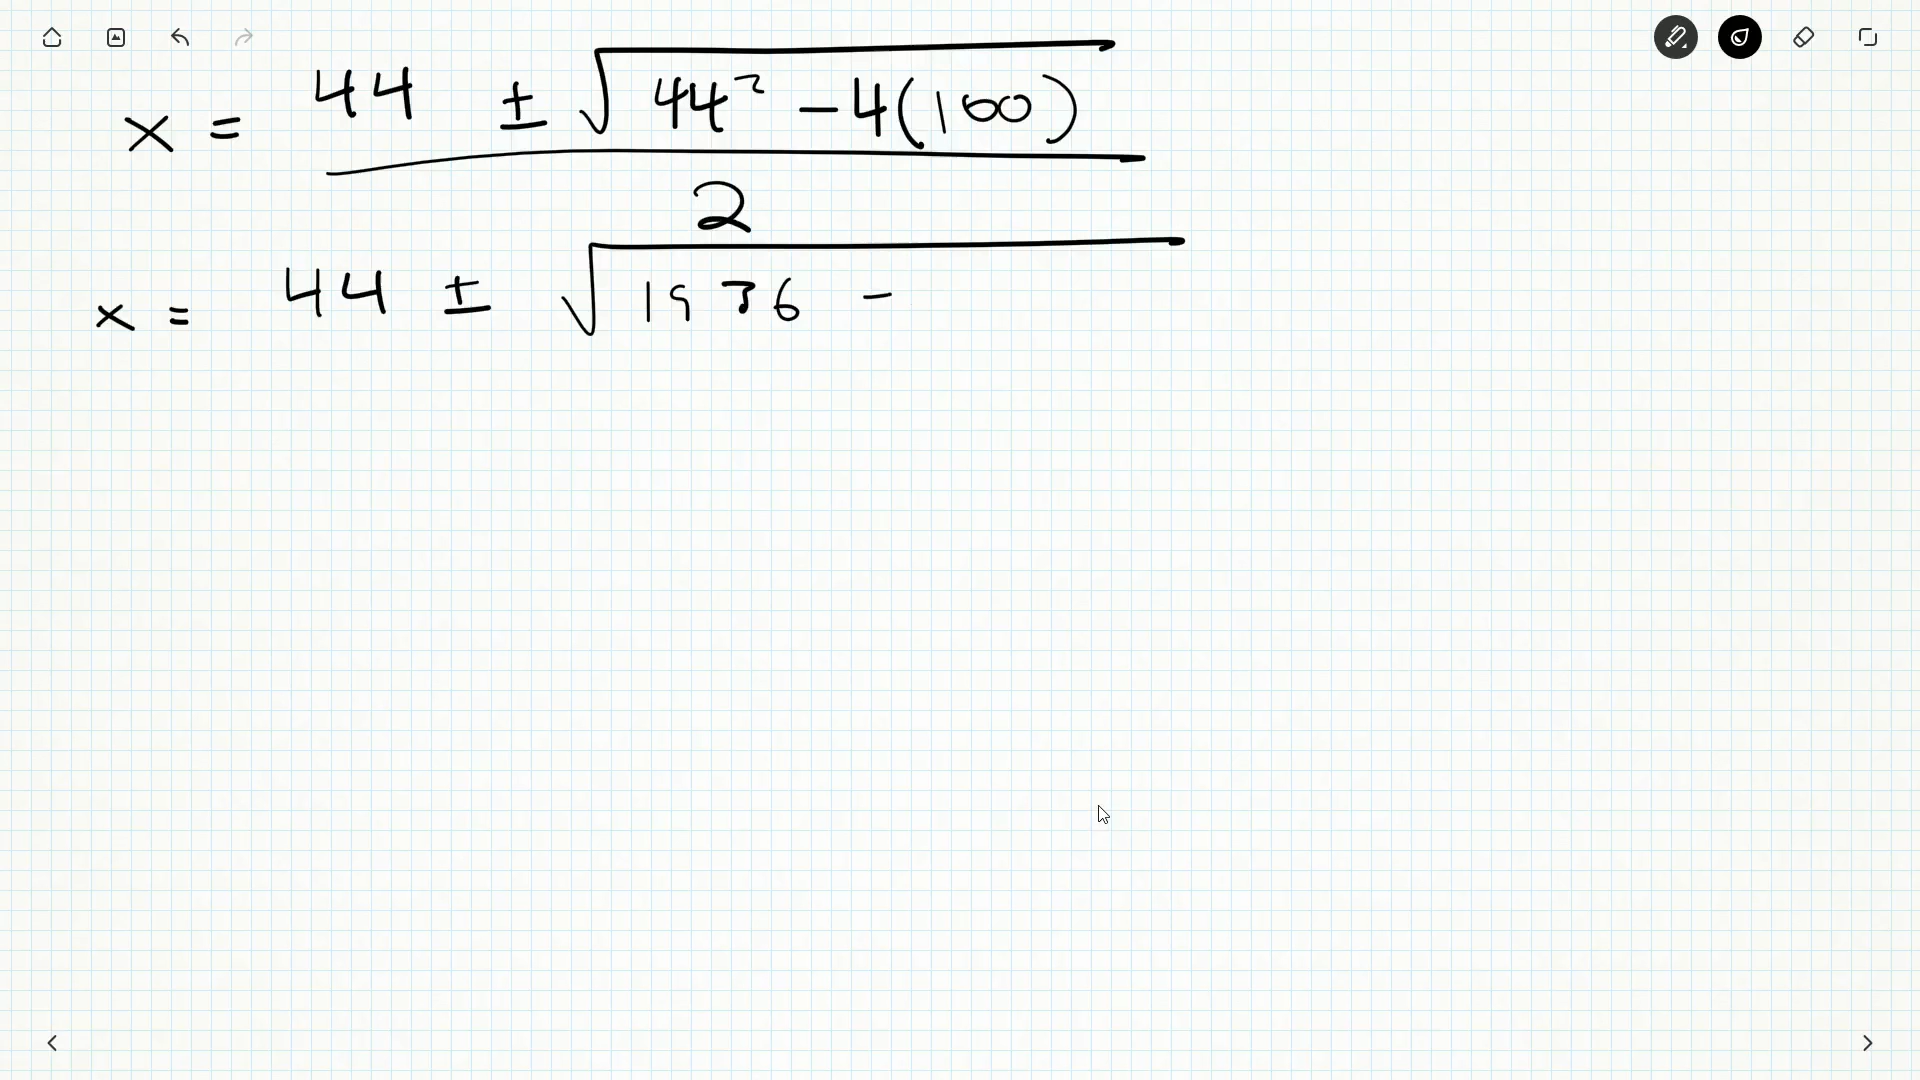 x = 44 ± √(44² - 4(100)) / 2
x = 44 ± √(1936 -